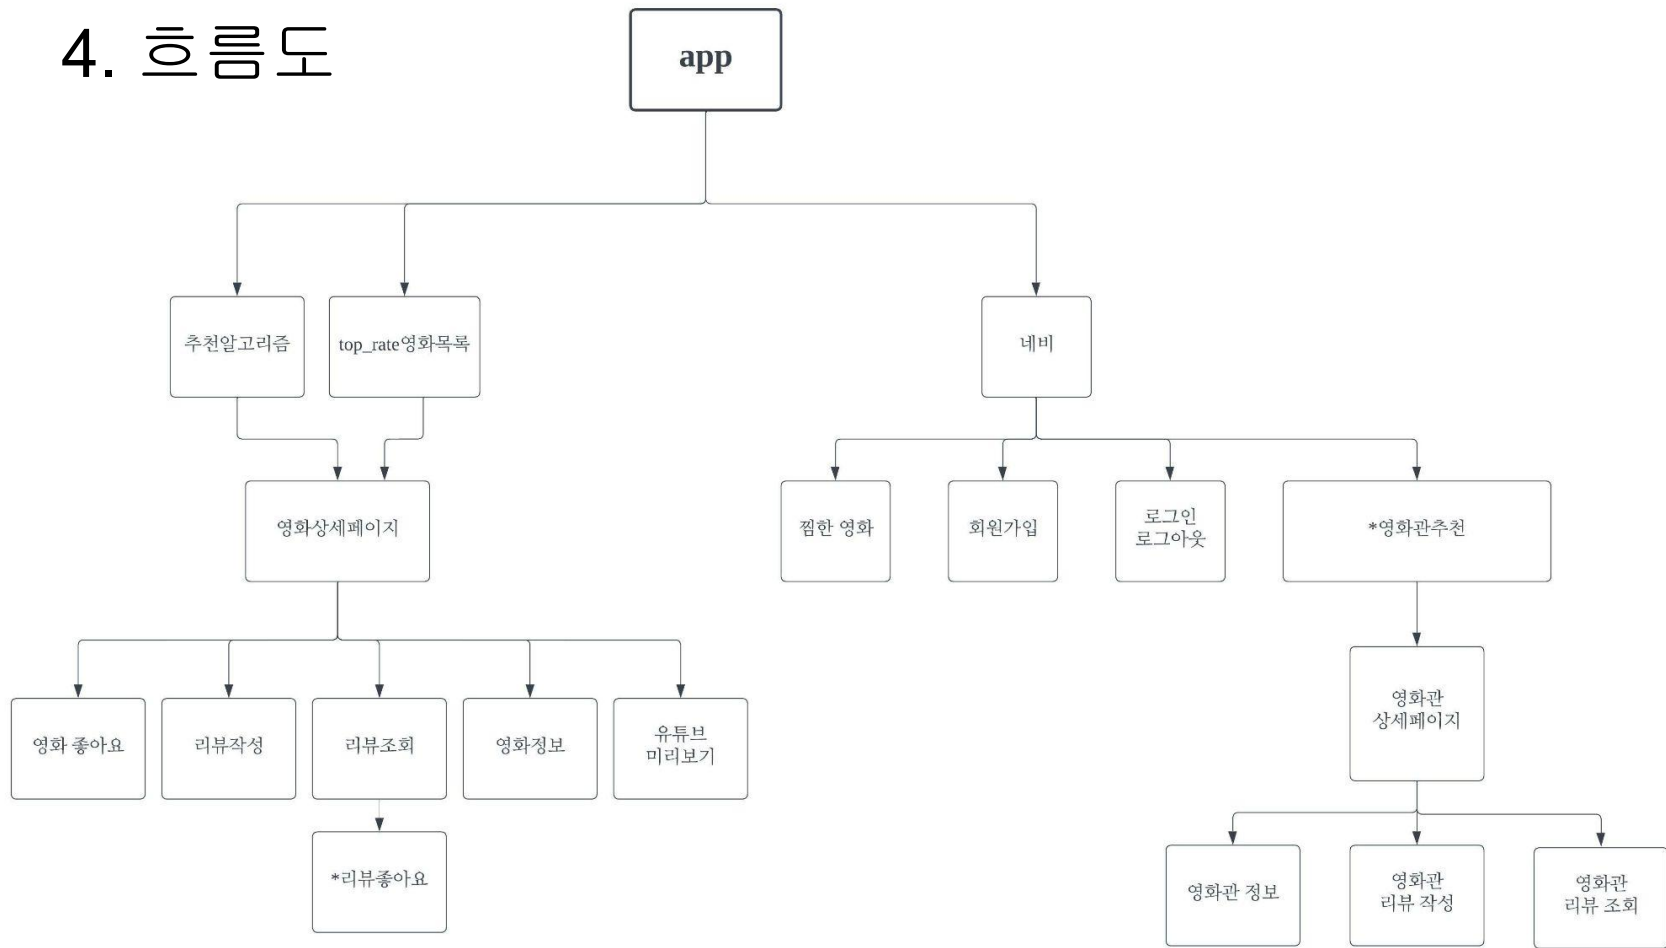 4. 흐름도
app
추천알고리즘
top_rate영화목록
네비
영화상세페이지
찜한 영화
회원가입
로그인
로그아웃
*영화관추천
영화 좋아요
리뷰작성
리뷰조회
영화정보
유튜브
미리보기
영화관
상세페이지
*리뷰좋아요
영화관 정보
영화관
리뷰 작성
영화관
리뷰 조회